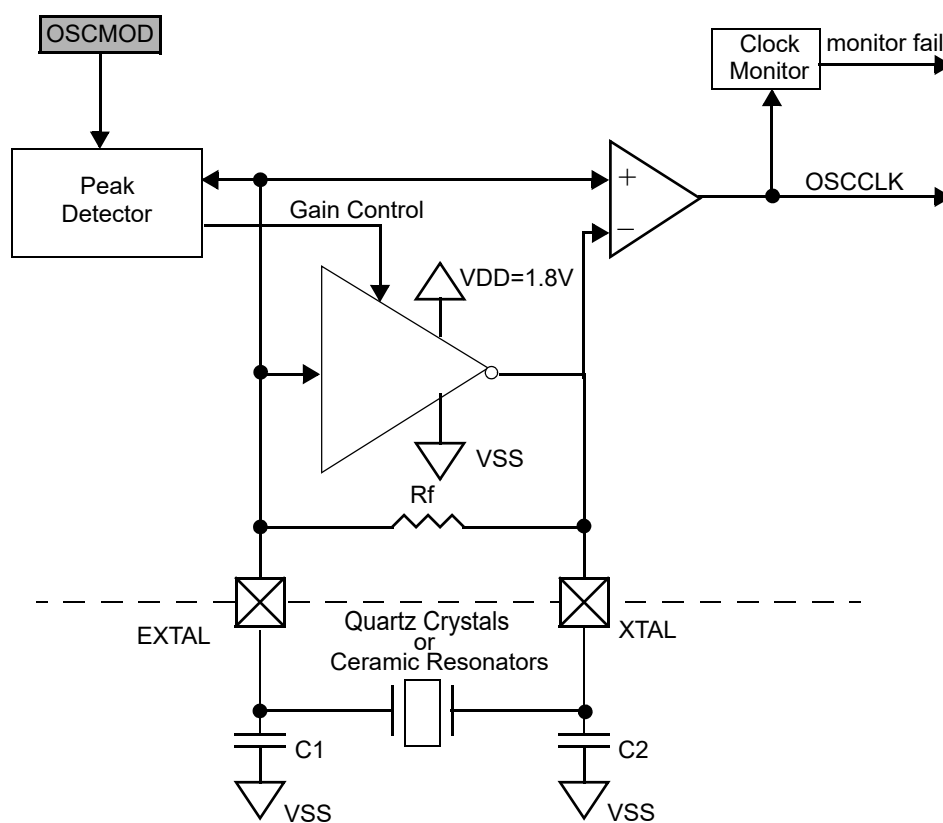 OSCMOD
Clock
Monitor
monitor fail
Peak
Detector
+
OSCCLK
Gain Control
−
VDD=1.8V
VSS
Rf
EXTAL
Quartz Crystals
or
Ceramic Resonators
XTAL
C1
C2
VSS
VSS